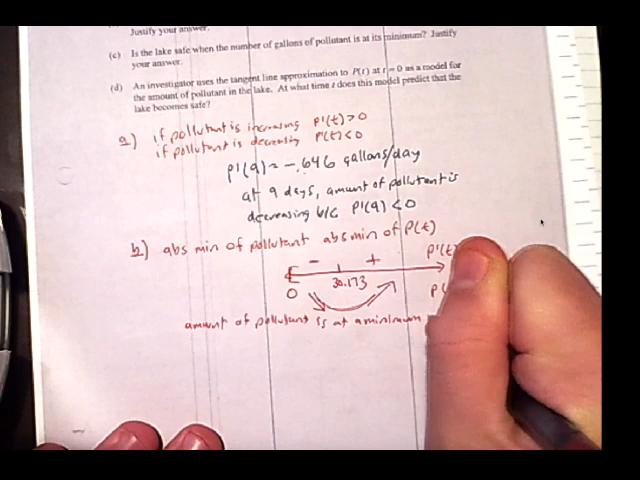 Justify your answer.
(c) Is the lake safe when the number of gallons of pollutant is at its minimum? Justify
your answer.
(d) An investigator uses the tangent line approximation to P(t) at t = 0 as a model for
the amount of pollutant in the lake. At what time t does this model predict that the
lake becomes safe?
a) if pollutant is increasing P'(t)>0
if pollutant is decreasing P'(t)<0
P'(9) = -.646 gallons/day
at 9 days, amount of pollutant is
decreasing b/c P'(9) < 0
b) abs min of pollutant abs min of P(t)
- + P'(t)
0 30.173 P(
amount of pollutant is at a minimum